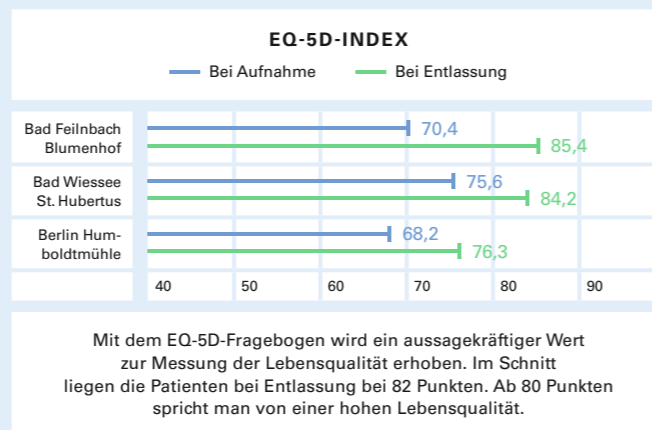 EQ-5D-INDEX
Bei Aufnahme
Bei Entlassung
Bad Feilnbach
Blumenhof
70,4
85,4
Bad Wiessee
St. Hubertus
75,6
84,2
Berlin Hum-
boldtmühle
68,2
76,3
40 50 60 70 80 90
Mit dem EQ-5D-Fragebogen wird ein aussagekräftiger Wert
zur Messung der Lebensqualität erhoben. Im Schnitt
liegen die Patienten bei Entlassung bei 82 Punkten. Ab 80 Punkten
spricht man von einer hohen Lebensqualität.